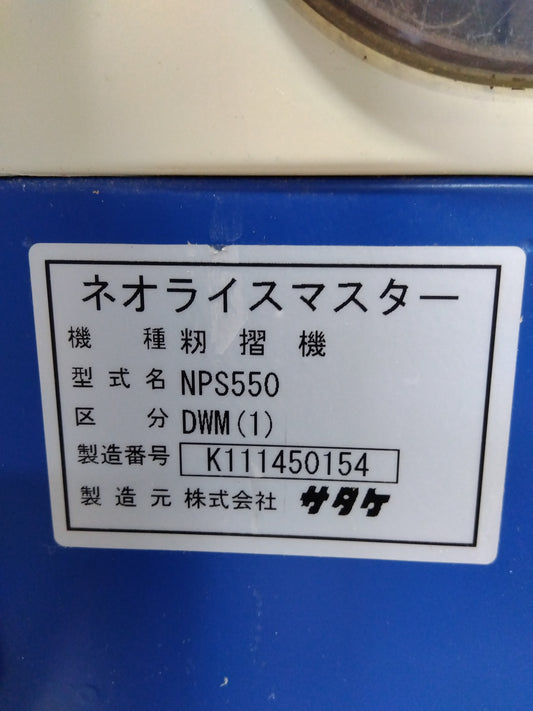 ネオライスマスター
機種 籾摺機
型式名 NPS550
区分 DWM(1)
製造番号 K111450154
製造元 株式会社 サタケ